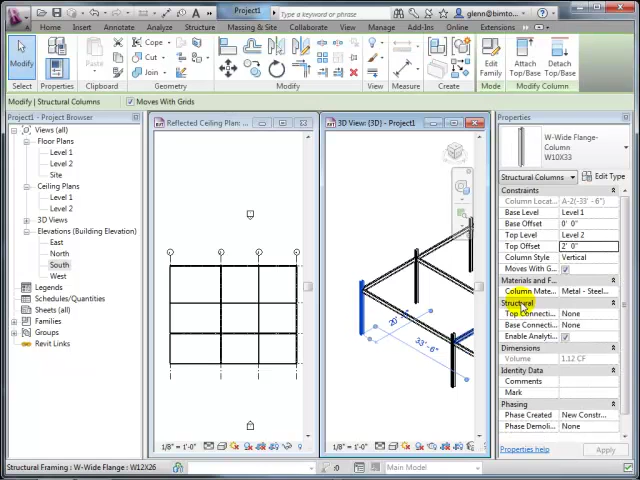 Project1
Type a keyword or phrase
glenn@bimto...
Home
Insert
Annotate
Analyze
Structure
Massing & Site
Collaborate
View
Manage
Add-Ins
Extensions
Modify
Modify
Paste
Cope
Cut
Join
Edit
Family
Attach
Top/Base
Detach
Top/Base
Select
Properties
Clipboard
Geometry
Modify
View
Measure
Create
Mode
Modify Column
Modify | Structural Columns
Moves With Grids
Project1 - Project Browser
Views (all)
Floor Plans
Level 1
Level 2
Site
Ceiling Plans
Level 1
Level 2
3D Views
Elevations (Building Elevation)
East
North
South
West
Legends
Schedules/Quantities
Sheets (all)
Families
Groups
Revit Links
Reflected Ceiling Plan:
1/8" = 1'-0"
3D View: {3D} - Project1
33' - 6"
1/8" = 1'-0"
Properties
W-Wide Flange-
Column
W10X33
Structural Columns
Edit Type
Constraints
Column Locat... A-2(-33' - 6")
Base Level Level 1
Base Offset 0' 0"
Top Level Level 2
Top Offset 2' 0"
Column Style Vertical
Moves With G...
Materials and F...
Column Mate... Metal - Steel...
Structural
Top Connecti... None
Base Connecti... None
Enable Analyti...
Dimensions
Volume 1.12 CF
Identity Data
Comments
Mark
Phasing
Phase Created New Constr...
Phase Demoli... None
Properties help
Apply
Structural Framing : W-Wide Flange : W12X26
:0
Main Model